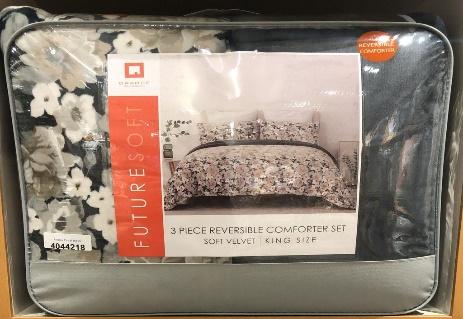 REVERSIBLE
COMFORTER
FUTURESOFT
3 PIECE REVERSIBLE COMFORTER SET
SOFT VELVET | KING SIZE
4044218